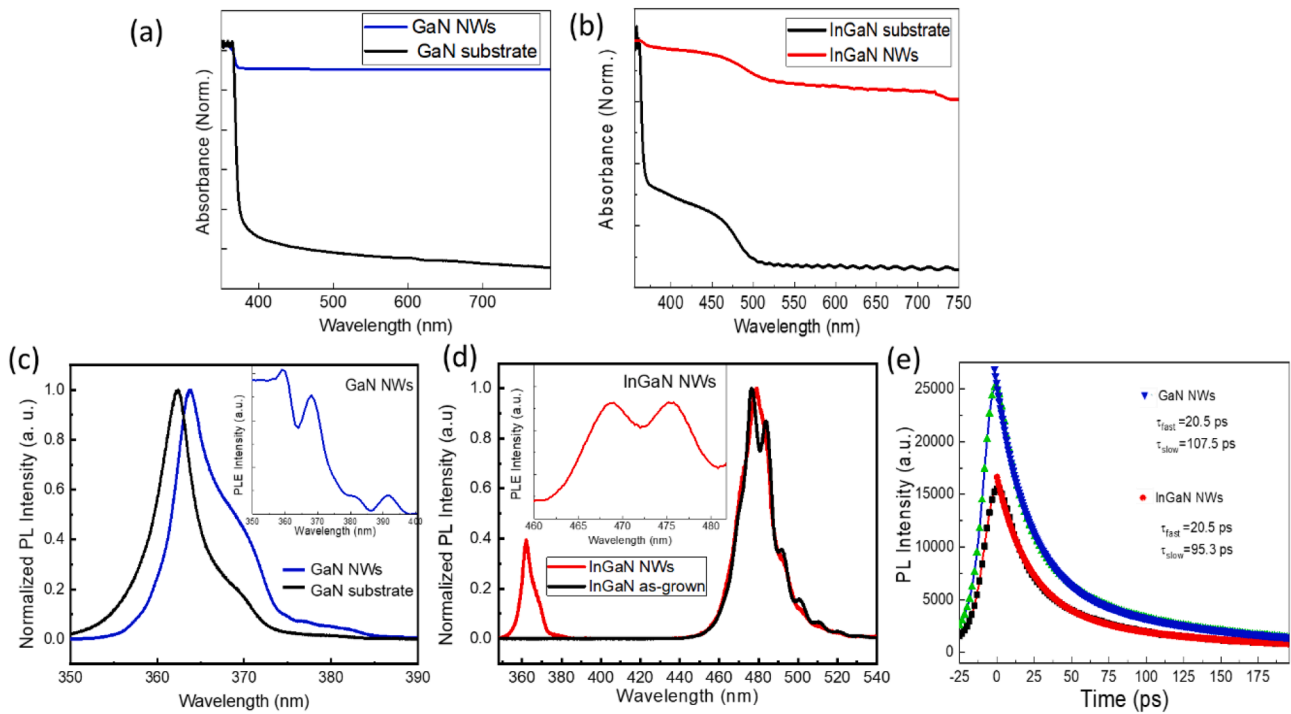 (a)
GaN NWs
GaN substrate
Absorbance (Norm.)
400 500 600 700
Wavelength (nm)
(b)
InGaN substrate
InGaN NWs
Absorbance (Norm.)
400 450 500 550 600 650 700 750
Wavelength (nm)
(c)
Normalized PL Intensity (a. u.)
1.0
0.8
0.6
0.4
0.2
0.0
350 360 370 380 390
Wavelength (nm)
GaN NWs
PLE Intensity (a.u.)
350 360 370 380 390 400
Wavelength (nm)
GaN NWs
GaN substrate
(d)
Normalized PL Intensity (a. u.)
1.0
0.8
0.6
0.4
0.2
0.0
360 380 400 420 440 460 480 500 520 540
Wavelength (nm)
InGaN NWs
PLE Intensity (a.u.)
460 465 470 475 480
Wavelength (nm)
InGaN NWs
InGaN as-grown
(e)
PL Intensity (a.u.)
25000
20000
15000
10000
5000
0
-25 0 25 50 75 100 125 150 175
Time (ps)
GaN NWs
τfast=20.5 ps
τslow=107.5 ps
InGaN NWs
τfast=20.5 ps
τslow=95.3 ps